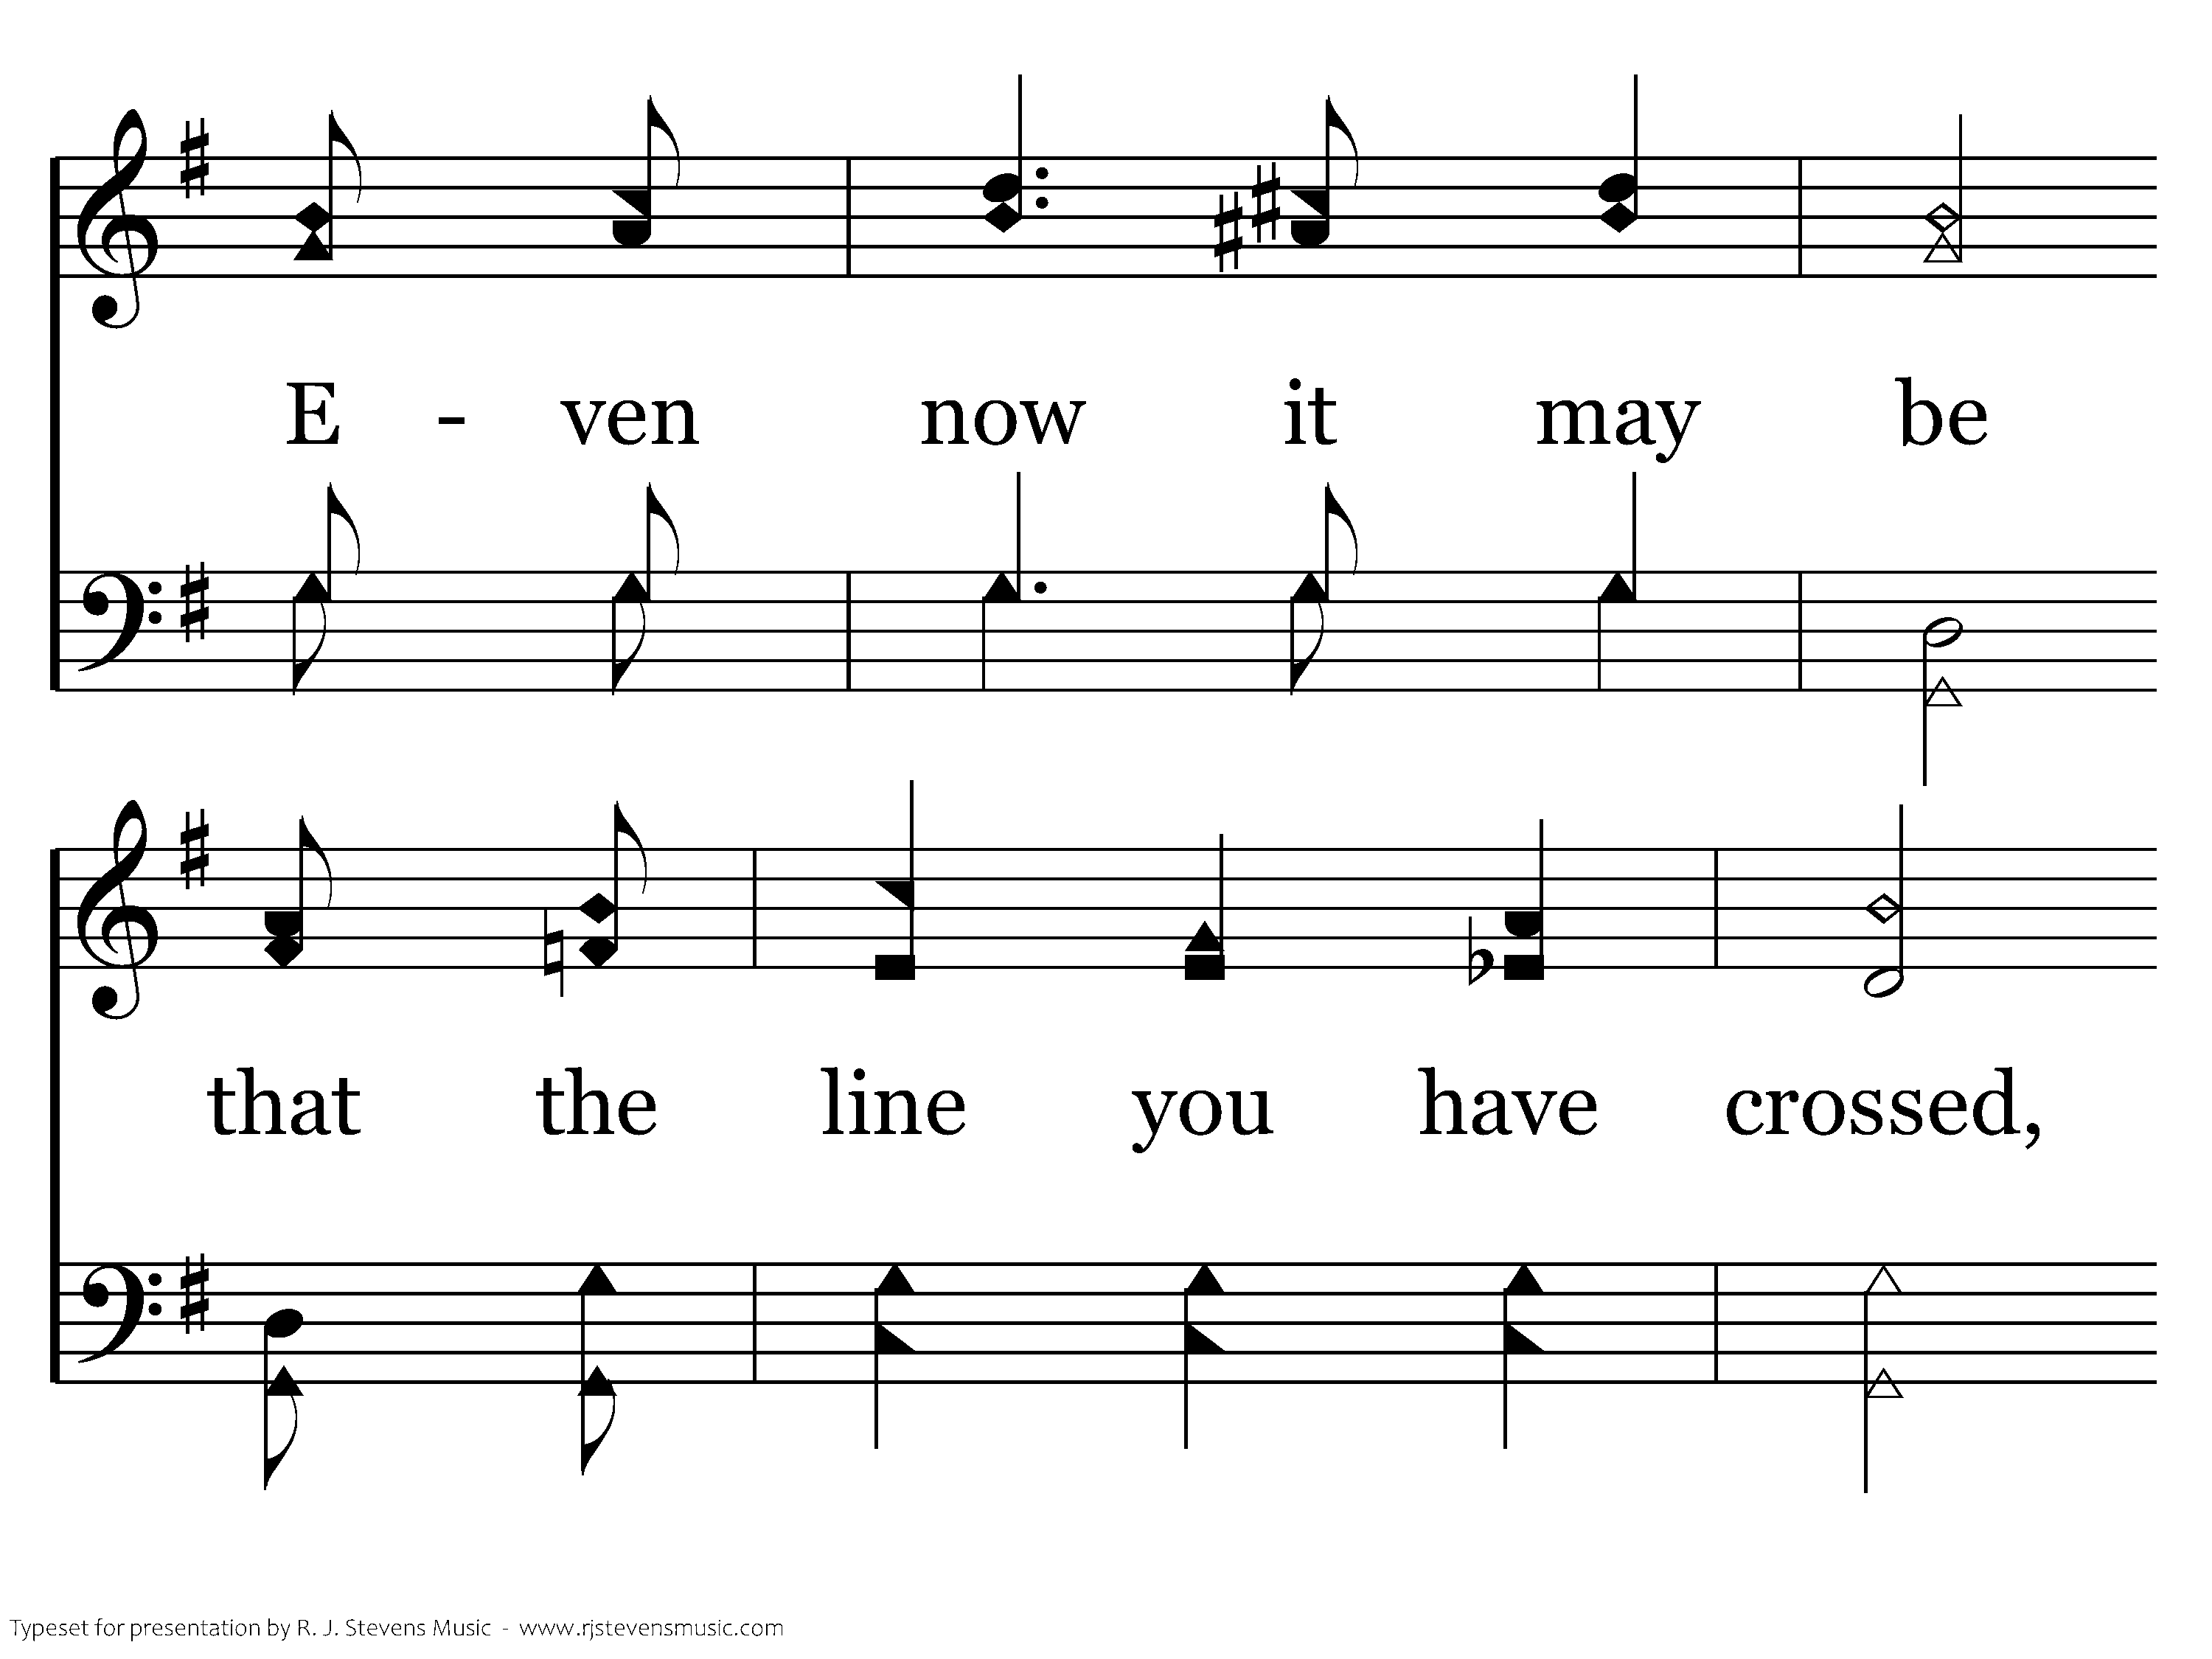 E - ven now it may be
that the line you have crossed,
Typeset for presentation by R. J. Stevens Music - www.rjstevensmusic.com